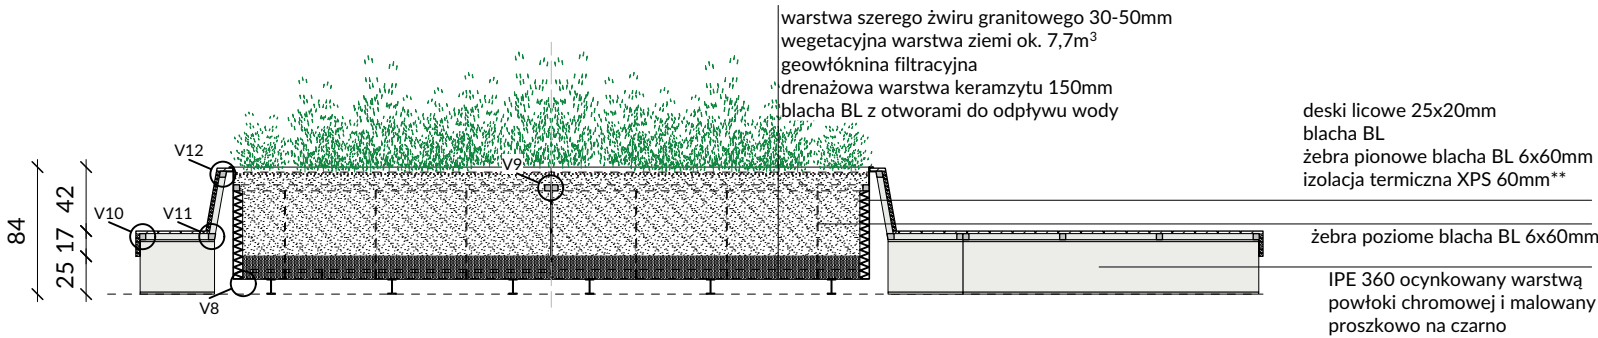 warstwa szerego żwiru granitowego 30-50mm
wegetacyjna warstwa ziemi ok. 7,7m³
geowłóknina filtracyjna
drenażowa warstwa keramzytu 150mm
blacha BL z otworami do odpływu wody
deski licowe 25x20mm
blacha BL
żebra pionowe blacha BL 6x60mm
izolacja termiczna XPS 60mm**
żebra poziome blacha BL 6x60mm
IPE 360 ocynkowany warstwą
powłoki chromowej i malowany
proszkowo na czarno
V12
V9
V10
V11
V8
84
42
17
25